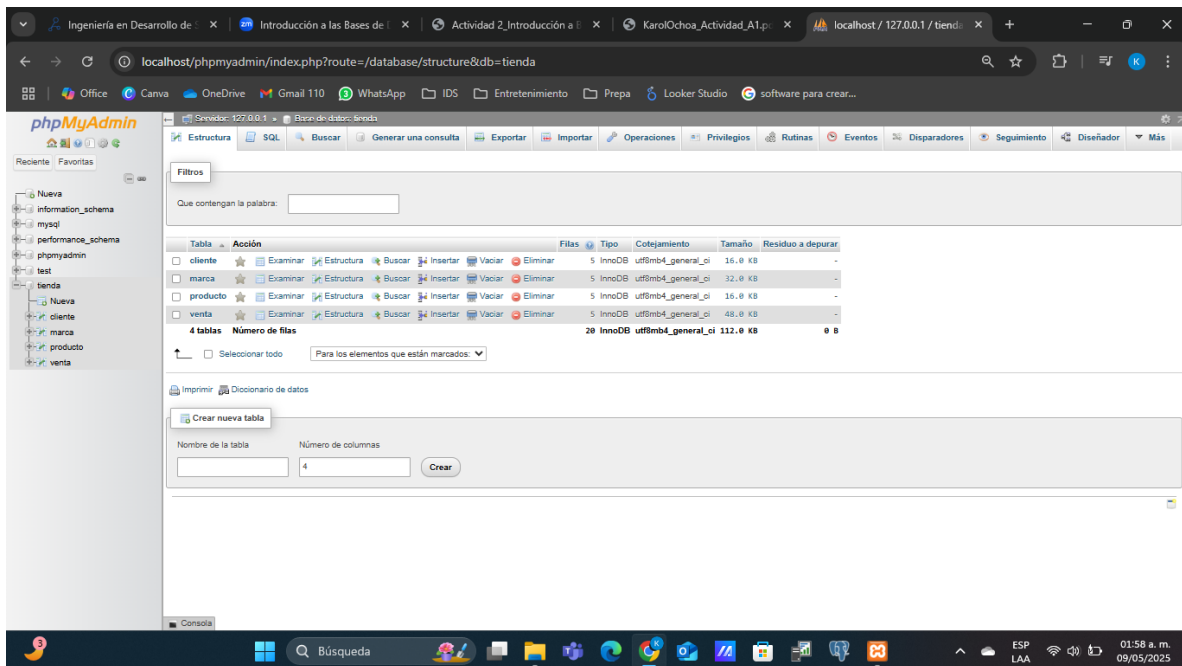 Ingeniería en Desarrollo de S
zm Introducción a las Bases de
Actividad 2_Introducción a B
KarolOchoa_Actividad_A1.pc
localhost / 127.0.0.1 / tienda
localhost/phpmyadmin/index.php?route=/database/structure&db=tienda
K
Office Canva OneDrive Gmail 110 WhatsApp IDS Entretenimiento Prepa Looker Studio software para crear...
phpMyAdmin
Reciente Favoritas
Nueva
information_schema
mysql
performance_schema
phpmyadmin
test
tienda
Nueva
cliente
marca
producto
venta
Servidor: 127.0.0.1 » Base de datos: tienda
Estructura SQL Buscar Generar una consulta Exportar Importar Operaciones Privilegios Rutinas Eventos Disparadores Seguimiento Diseñador Más
Filtros
Que contengan la palabra:
Tabla Acción Filas Tipo Cotejamiento Tamaño Residuo a depurar
cliente Examinar Estructura Buscar Insertar Vaciar Eliminar 5 InnoDB utf8mb4_general_ci 16.0 KB -
marca Examinar Estructura Buscar Insertar Vaciar Eliminar 5 InnoDB utf8mb4_general_ci 32.0 KB -
producto Examinar Estructura Buscar Insertar Vaciar Eliminar 5 InnoDB utf8mb4_general_ci 16.0 KB -
venta Examinar Estructura Buscar Insertar Vaciar Eliminar 5 InnoDB utf8mb4_general_ci 48.0 KB -
4 tablas Número de filas 20 InnoDB utf8mb4_general_ci 112.0 KB 0 B
Seleccionar todo Para los elementos que están marcados:
Imprimir Diccionario de datos
Crear nueva tabla
Nombre de la tabla Número de columnas
4 Crear
Consola
3
Búsqueda
ESP
LAA
01:58 a. m.
09/05/2025